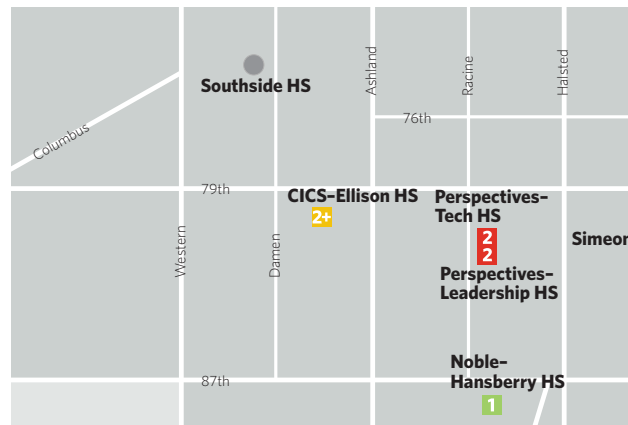 Southside HS
Ashland
Racine
Halsted
76th
Columbus
79th
CICS–Ellison HS
2+
Perspectives–
Tech HS
2
2
Perspectives–
Leadership HS
Simeon
Western
Damen
Noble–
Hansberry HS
87th
1